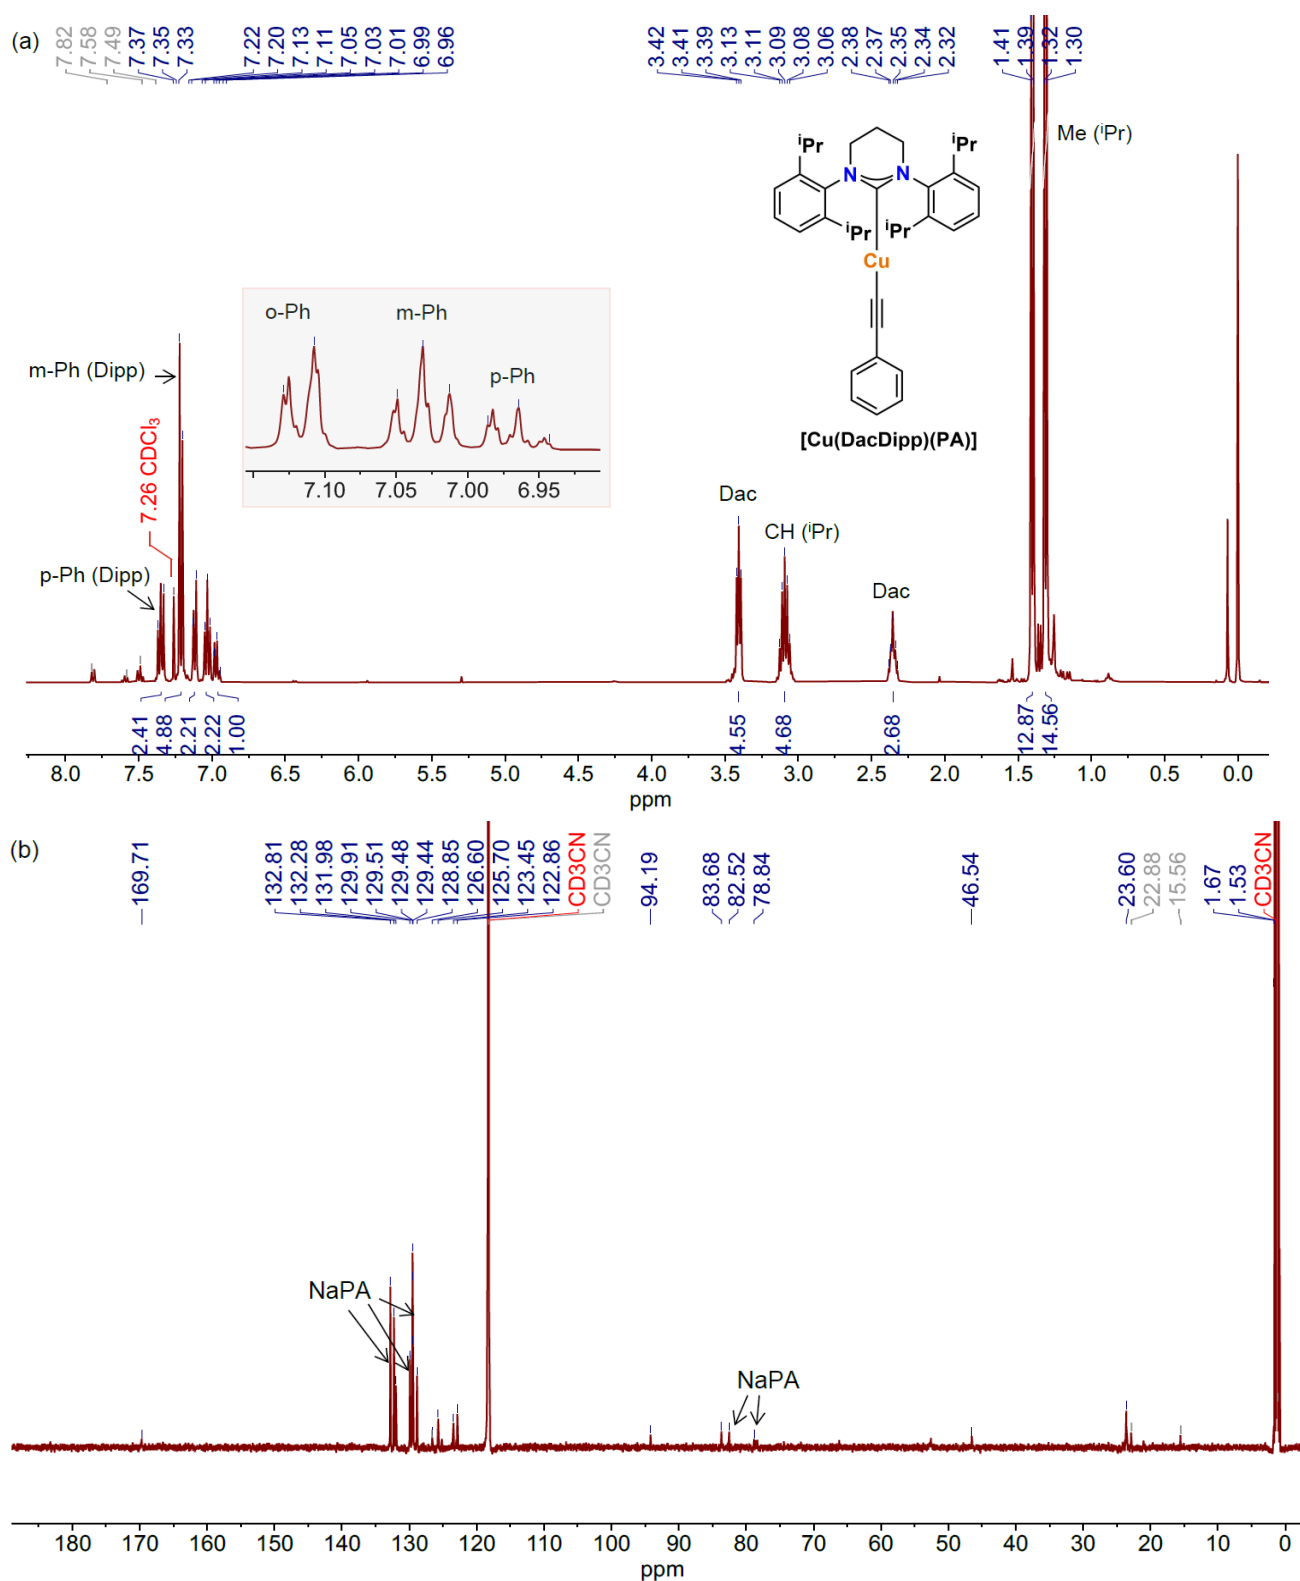 (a)
7.82 7.58 7.49 7.37 7.35 7.33 7.22 7.20 7.13 7.11 7.05 7.03 7.01 6.99 6.96 3.42 3.41 3.39 3.13 3.11 3.09 3.08 3.06 2.38 2.37 2.35 2.34 2.32 1.41 1.39 1.32 1.30
Me (ⁱPr)
ⁱPr ⁱPr
N N
ⁱPr ⁱPr
Cu
[Cu(DacDipp)(PA)]
o-Ph m-Ph p-Ph
7.10 7.05 7.00 6.95
m-Ph (Dipp)
7.26 CDCl₃
p-Ph (Dipp)
Dac
CH (ⁱPr)
Dac
2.41 4.88 2.21 2.22 1.00 4.55 4.68 2.68 12.87 14.56
8.0 7.5 7.0 6.5 6.0 5.5 5.0 4.5 4.0 3.5 3.0 2.5 2.0 1.5 1.0 0.5 0.0
ppm
(b)
169.71 132.81 132.28 131.98 129.91 129.51 129.48 129.44 128.85 126.60 125.70 123.45 122.86 CD3CN CD3CN 94.19 83.68 82.52 78.84 46.54 23.60 22.88 15.56 1.67 1.53 CD3CN
NaPA
NaPA
180 170 160 150 140 130 120 110 100 90 80 70 60 50 40 30 20 10 0
ppm